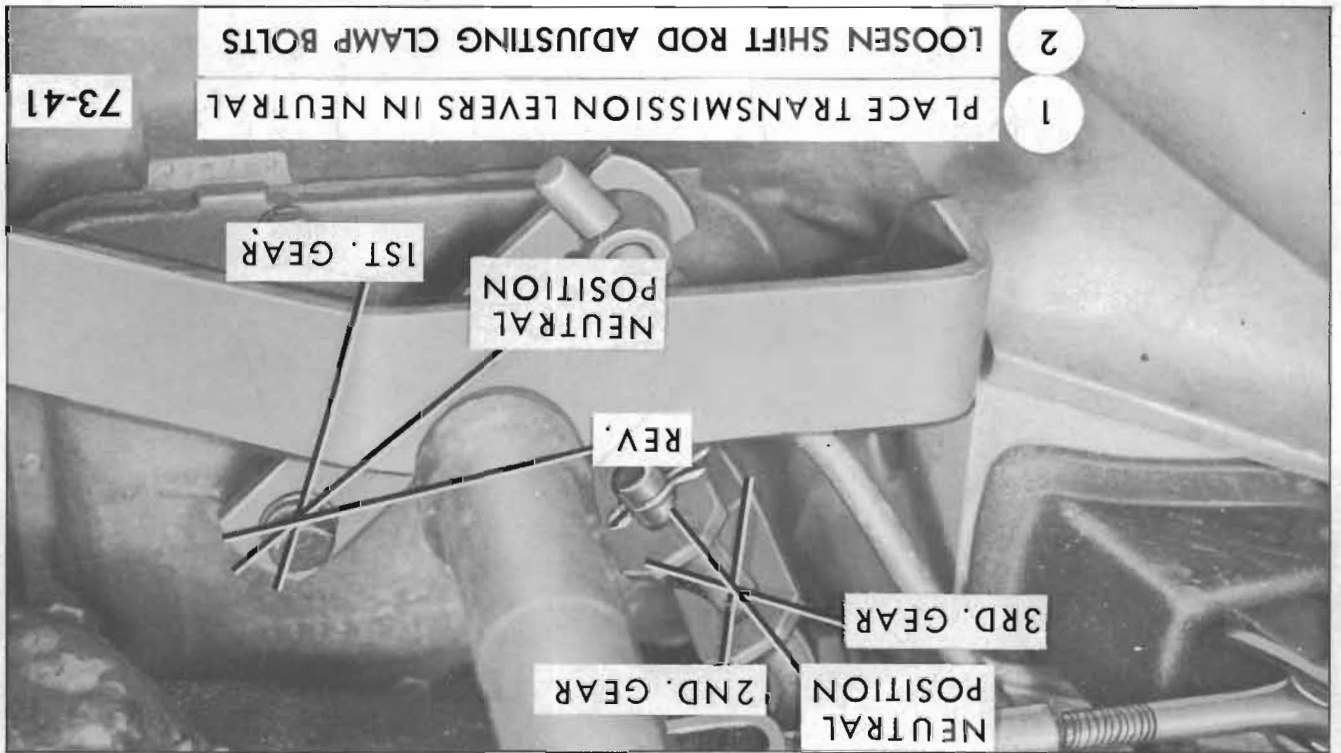 NEUTRAL
POSITION
2ND. GEAR
3RD. GEAR
REV.
NEUTRAL
POSITION
1ST. GEAR
1 PLACE TRANSMISSION LEVERS IN NEUTRAL
73-41
2 LOOSEN SHIFT ROD ADJUSTING CLAMP BOLTS